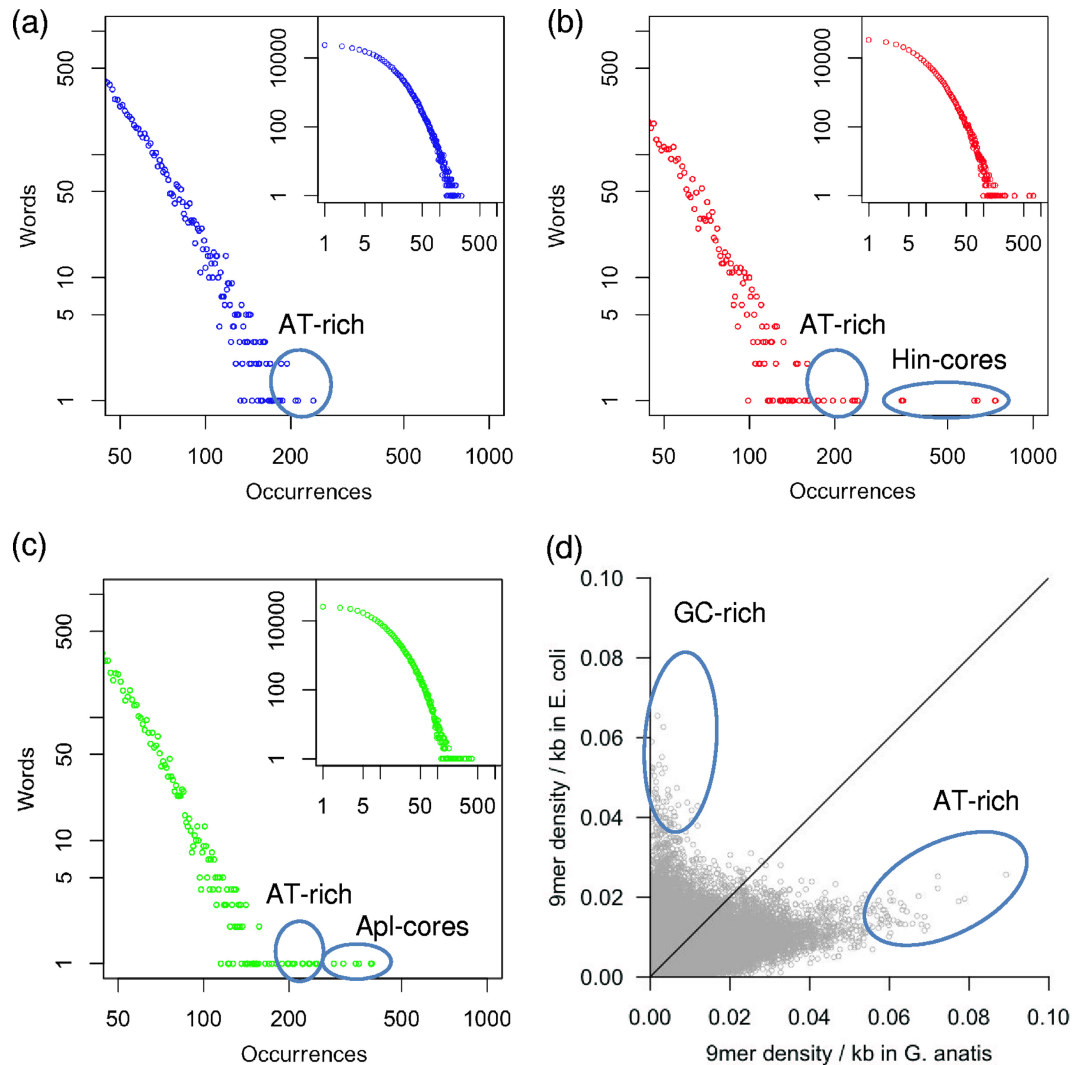 (a)
500
50
10
5
1
Words
10000
100
1
1 5 50 500
AT-rich
50 100 200 500 1000
Occurrences
(b)
500
50
10
5
1
Words
10000
100
1
1 5 50 500
AT-rich
Hin-cores
50 100 200 500 1000
Occurrences
(c)
500
50
10
5
1
Words
10000
100
1
1 5 50 500
AT-rich
Apl-cores
50 100 200 500 1000
Occurrences
(d)
0.10
0.08
0.06
0.04
0.02
0.00
9mer density / kb in E. coli
GC-rich
AT-rich
0.00 0.02 0.04 0.06 0.08 0.10
9mer density / kb in G. anatis